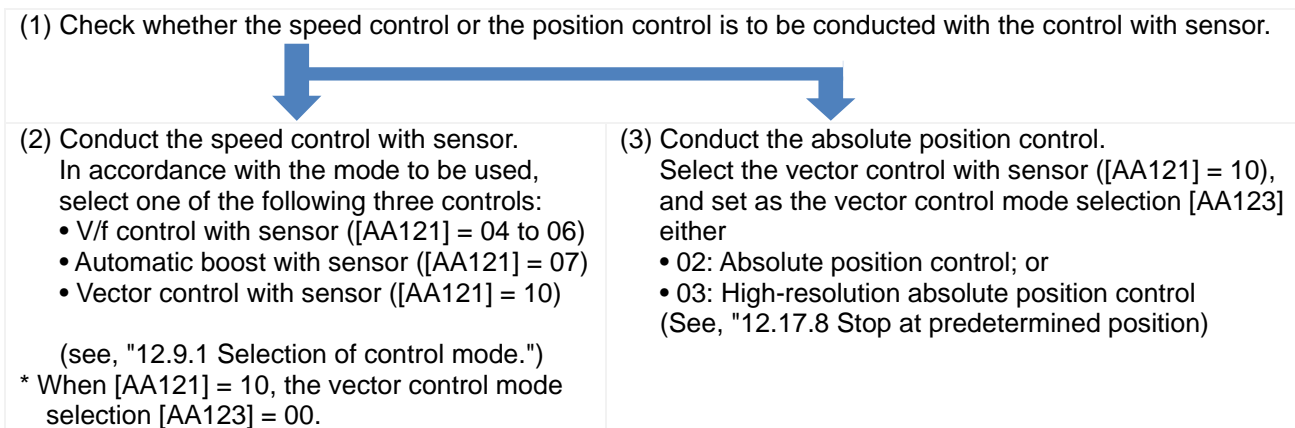 (1) Check whether the speed control or the position control is to be conducted with the control with sensor.
(2) Conduct the speed control with sensor.
In accordance with the mode to be used,
select one of the following three controls:
• V/f control with sensor ([AA121] = 04 to 06)
• Automatic boost with sensor ([AA121] = 07)
• Vector control with sensor ([AA121] = 10)
(see, "12.9.1 Selection of control mode.")
* When [AA121] = 10, the vector control mode
selection [AA123] = 00.
(3) Conduct the absolute position control.
Select the vector control with sensor ([AA121] = 10),
and set as the vector control mode selection [AA123]
either
• 02: Absolute position control; or
• 03: High-resolution absolute position control
(See, "12.17.8 Stop at predetermined position)